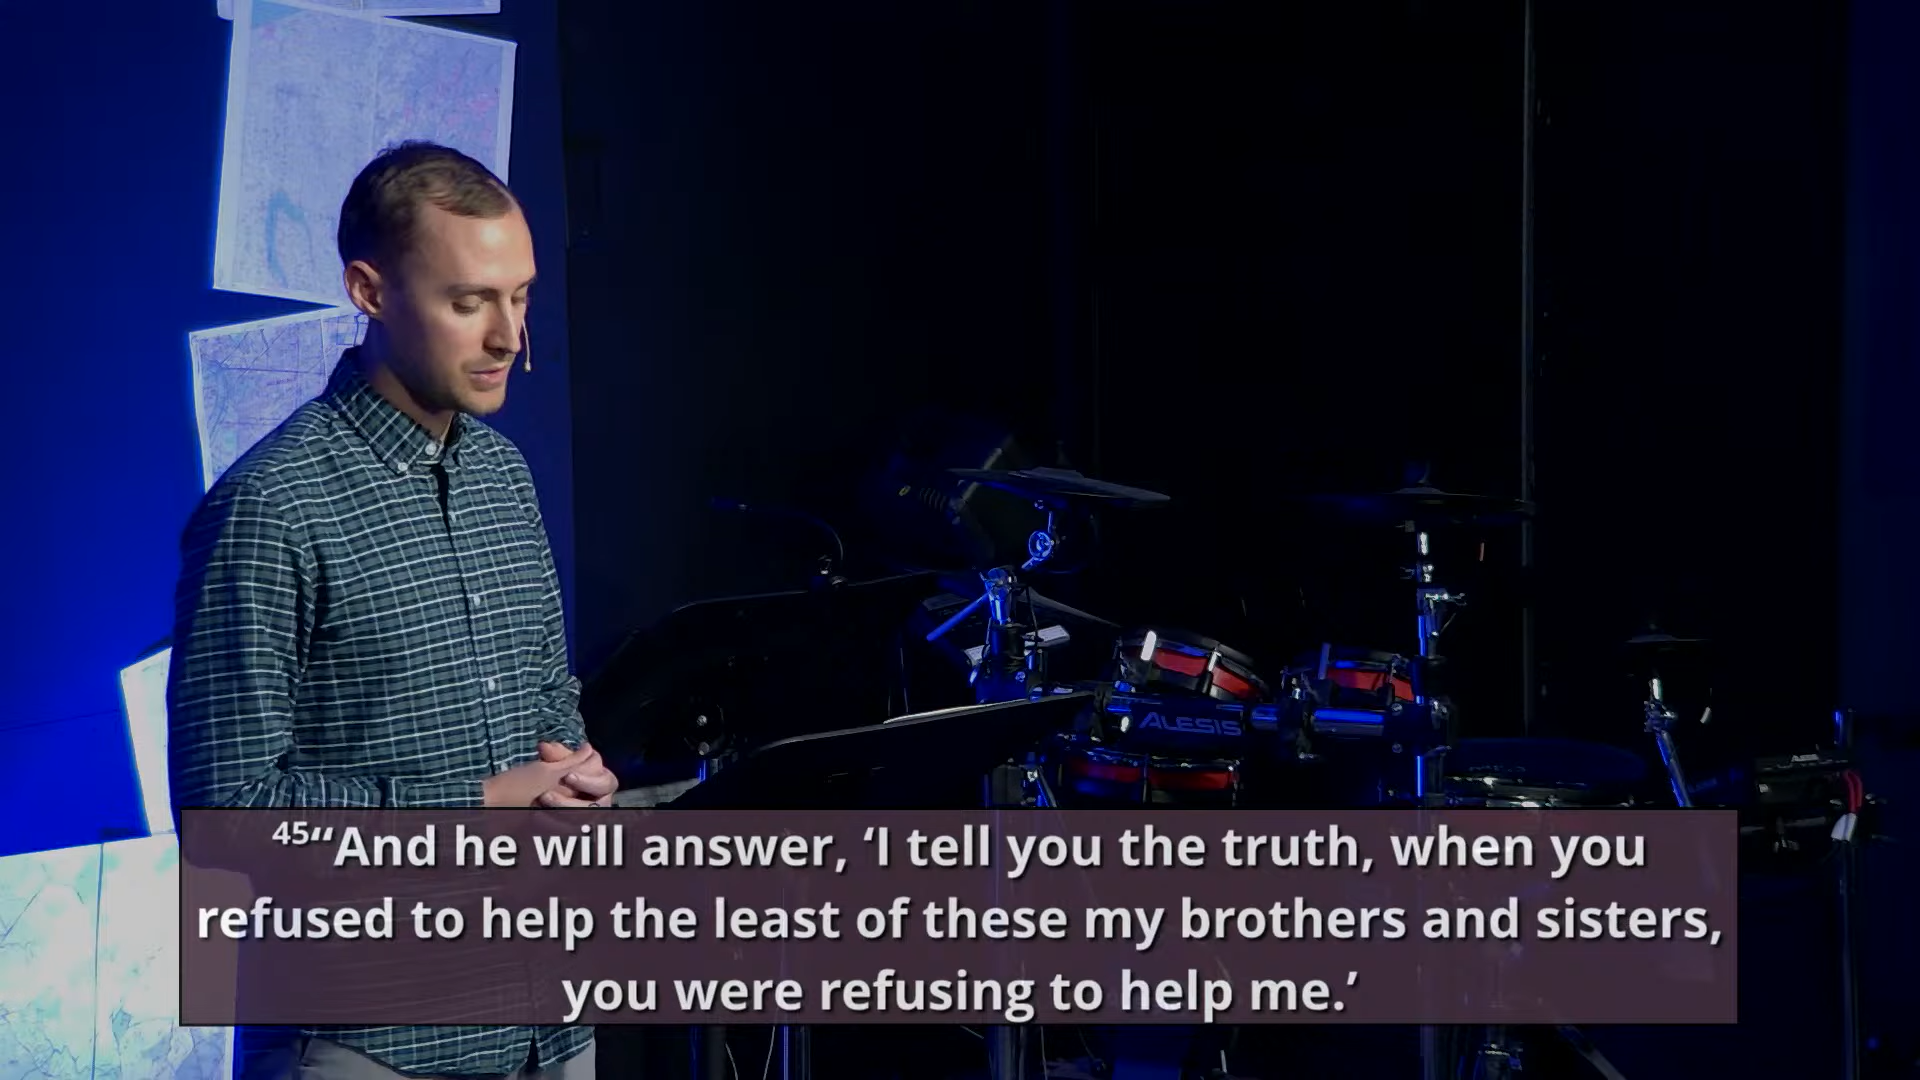 ALESIS
⁴⁵“And he will answer, ‘I tell you the truth, when you
refused to help the least of these my brothers and sisters,
you were refusing to help me.’